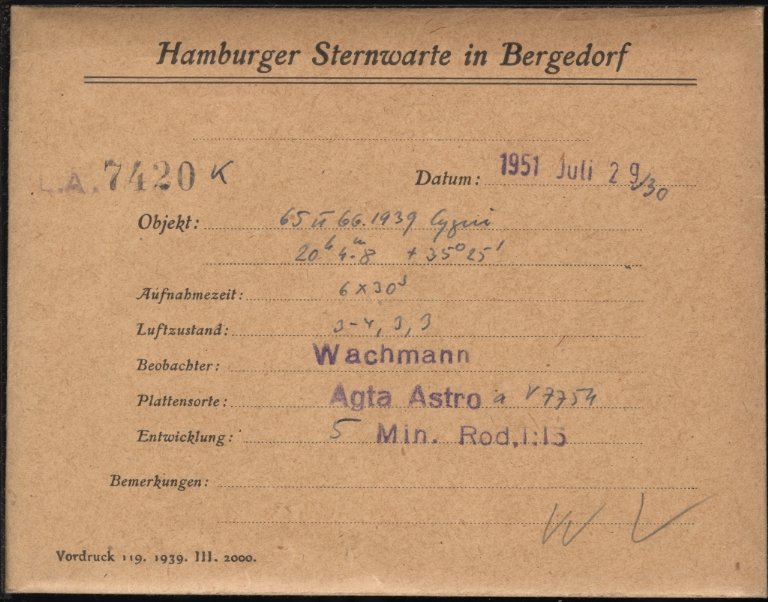 Hamburger Sternwarte in Bergedorf
L.A. 7420 K
Datum: 1951 Juli 29/30
Objekt: 65 u 66.1939 Cygni
20h 4m.8 + 35° 25'
Aufnahmezeit: 6 x 30s
Luftzustand: 3-4, 3, 3
Beobachter: Wachmann
Plattensorte: Agfa Astro a V7754
Entwicklung: 5 Min. Rod,1:15
Bemerkungen:
Vordruck 119. 1939. III. 2000.